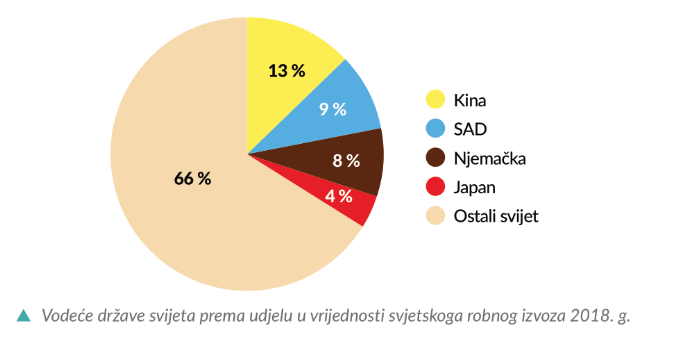 13 %
9 %
8 %
4 %
66 %
Kina
SAD
Njemačka
Japan
Ostali svijet
Vodeće države svijeta prema udjelu u vrijednosti svjetskoga robnog izvoza 2018. g.